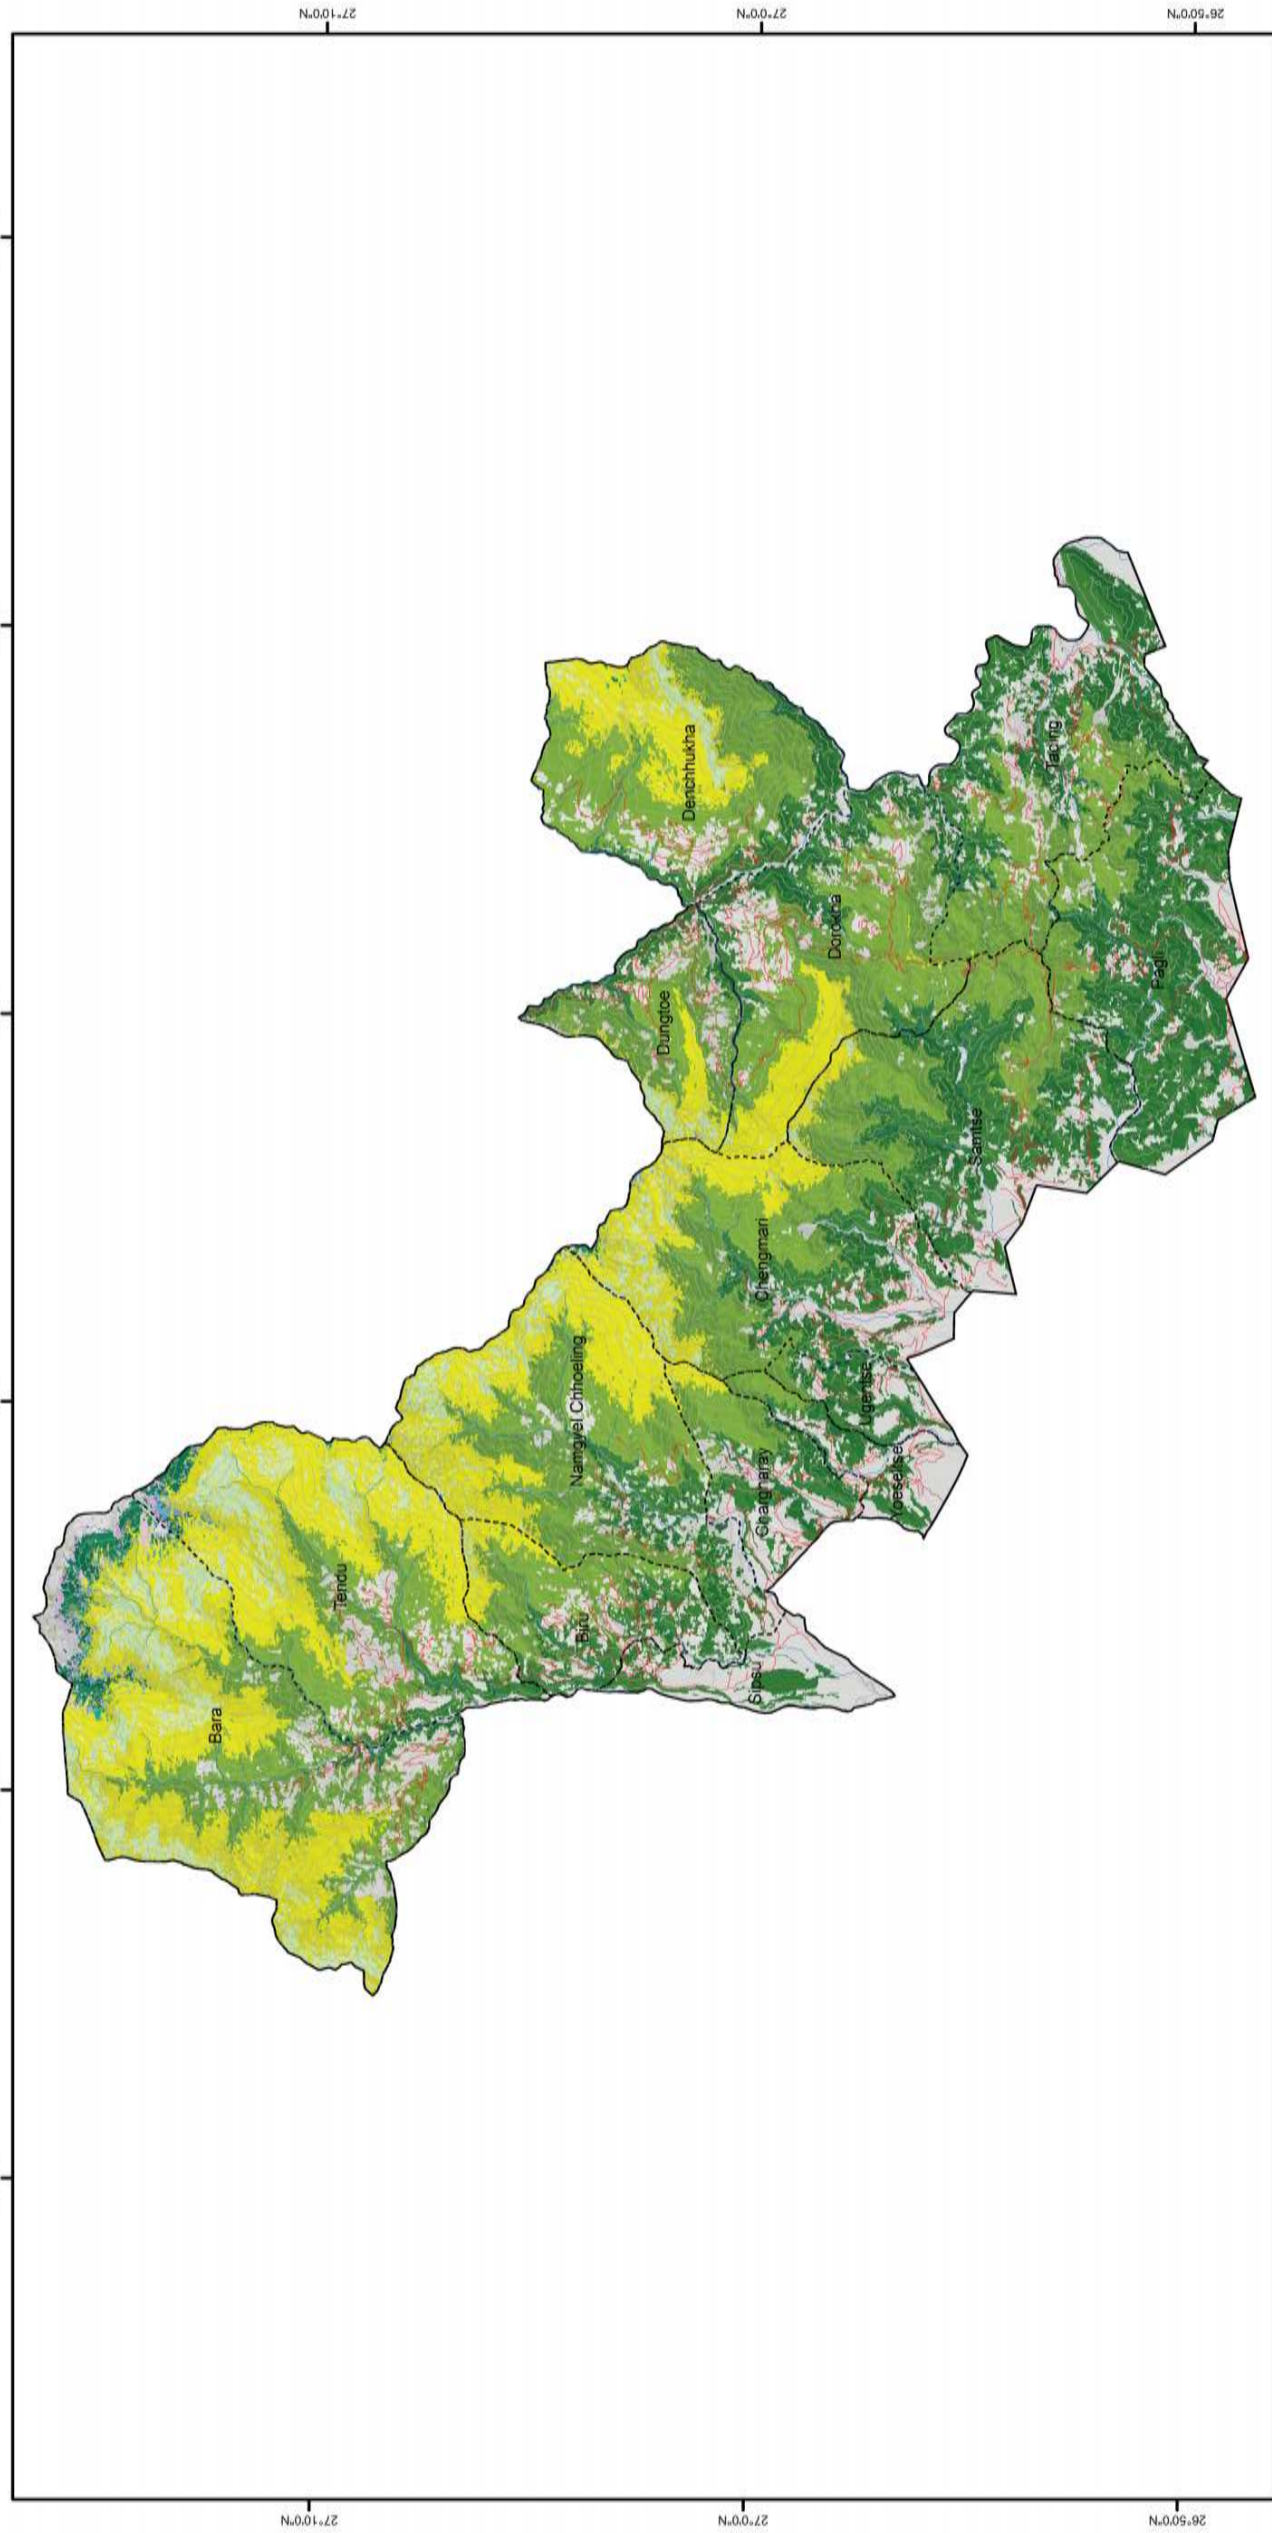 27°10'0"N
27°0'0"N
26°50'0"N
Bara
Tendu
Namgyel Chhoeling
Biru
Sipsu
Chargharay
Yoeseltse
Ugentse
Chengmari
Samtse
Dungtoe
Dorokha
Denchhukha
Tading
Pagli
27°10'0"N
27°0'0"N
26°50'0"N